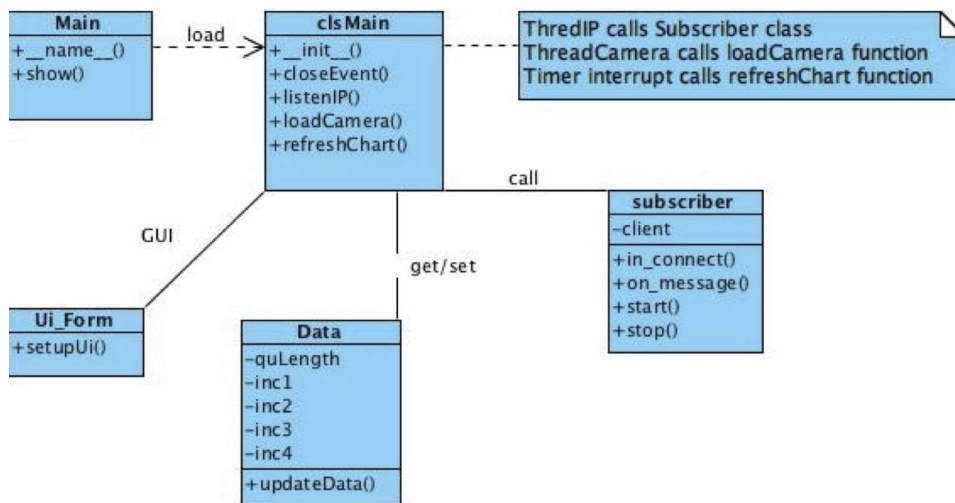 Main
+__name__()
+show()
load
clsMain
+__init__()
+closeEvent()
+listenIP()
+loadCamera()
+refreshChart()
ThredIP calls Subscriber class
ThreadCamera calls loadCamera function
Timer interrupt calls refreshChart function
call
subscriber
-client
+in_connect()
+on_message()
+start()
+stop()
GUI
get/set
Ui_Form
+setupUi()
Data
-quLength
-inc1
-inc2
-inc3
-inc4
+updateData()